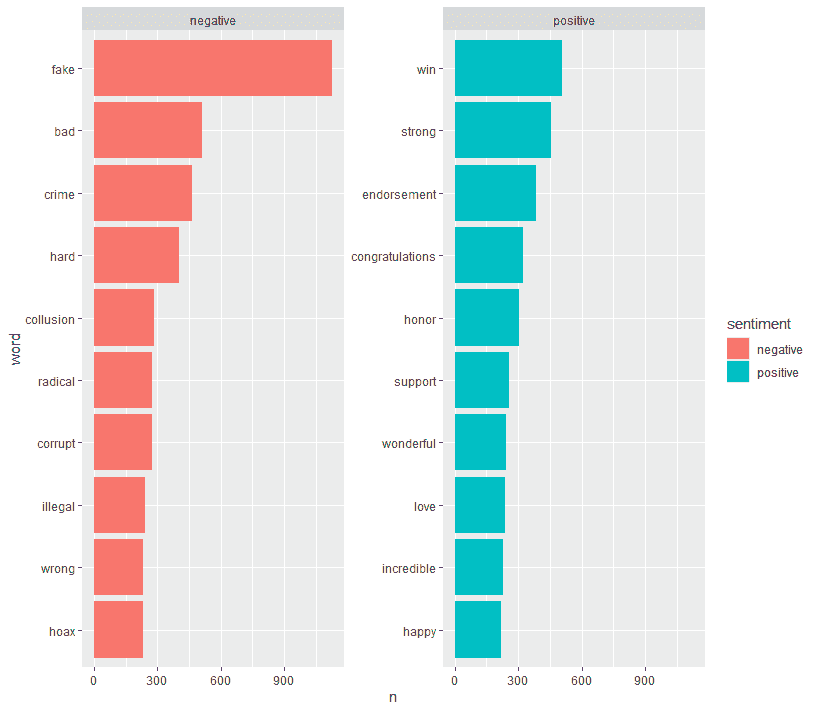 negative
positive
fake
bad
crime
hard
collusion
radical
corrupt
illegal
wrong
hoax
win
strong
endorsement
congratulations
honor
support
wonderful
love
incredible
happy
0 300 600 900
0 300 600 900
word
n
sentiment
negative
positive